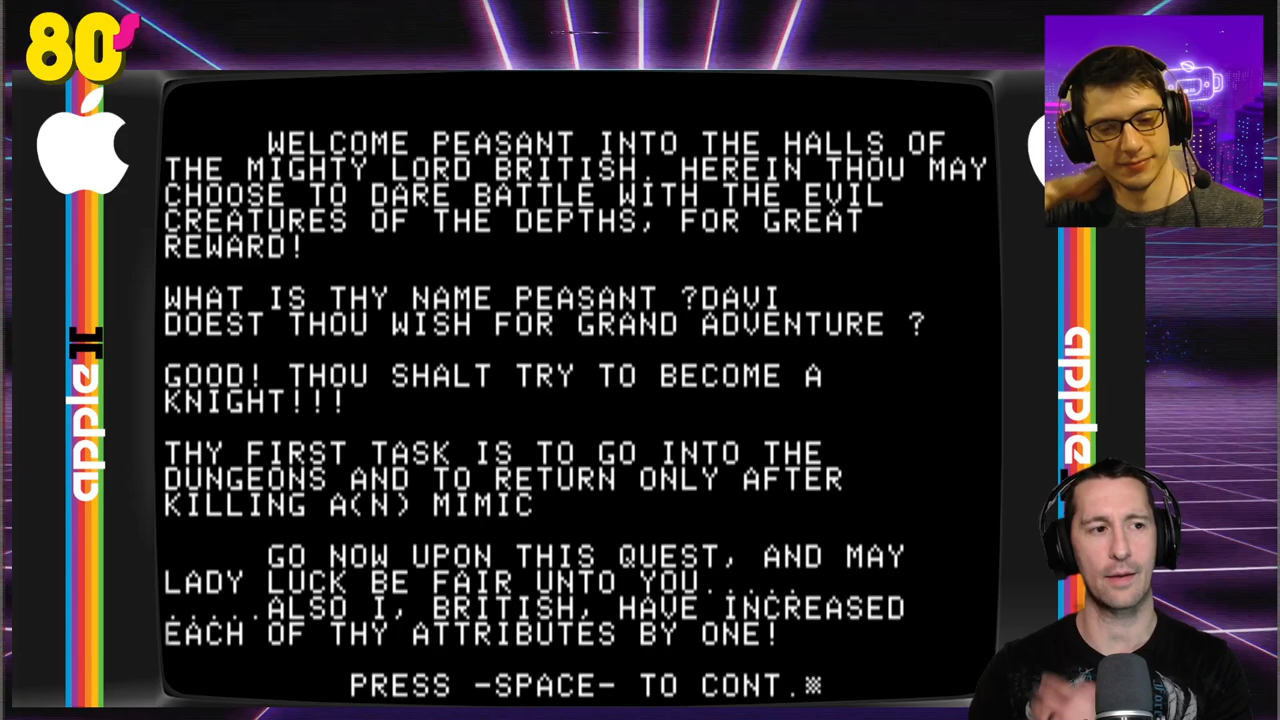 80s
WELCOME PEASANT INTO THE HALLS OF
THE MIGHTY LORD BRITISH. HEREIN THOU MAY
CHOOSE TO DARE BATTLE WITH THE EVIL
CREATURES OF THE DEPTHS, FOR GREAT
REWARD!
WHAT IS THY NAME PEASANT ?DAVI
DOEST THOU WISH FOR GRAND ADVENTURE ?
GOOD! THOU SHALT TRY TO BECOME A
KNIGHT!!!
THY FIRST TASK IS TO GO INTO THE
DUNGEONS AND TO RETURN ONLY AFTER
KILLING A(N) MIMIC
GO NOW UPON THIS QUEST, AND MAY
LADY LUCK BE FAIR UNTO YOU.....
.....ALSO I, BRITISH, HAVE INCREASED
EACH OF THY ATTRIBUTES BY ONE!
PRESS -SPACE- TO CONT.
apple ][
apple